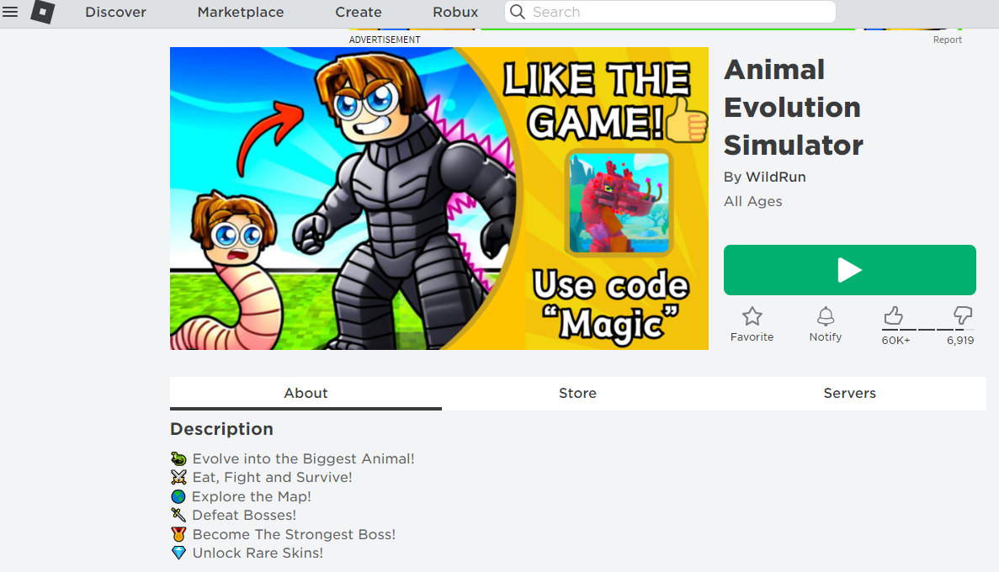 Discover Marketplace Create Robux Search
ADVERTISEMENT Report
LIKE THE
GAME!
Use code
"Magic"
Animal
Evolution
Simulator
By WildRun
All Ages
Favorite Notify 60K+ 6,919
About Store Servers
Description
Evolve into the Biggest Animal!
Eat, Fight and Survive!
Explore the Map!
Defeat Bosses!
Become The Strongest Boss!
Unlock Rare Skins!